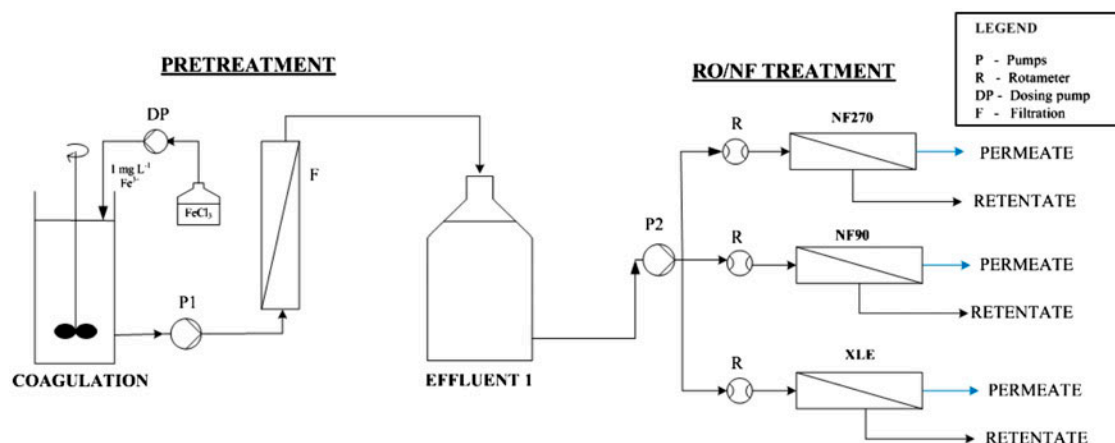 PRETREATMENT
DP
1 mg L⁻¹
Fe³⁻
FeCl₃
F
P1
COAGULATION
EFFLUENT 1
P2
RO/NF TREATMENT
R
NF270
PERMEATE
RETENTATE
R
NF90
PERMEATE
RETENTATE
R
XLE
PERMEATE
RETENTATE
LEGEND
P - Pumps
R - Rotameter
DP - Dosing pump
F - Filtration